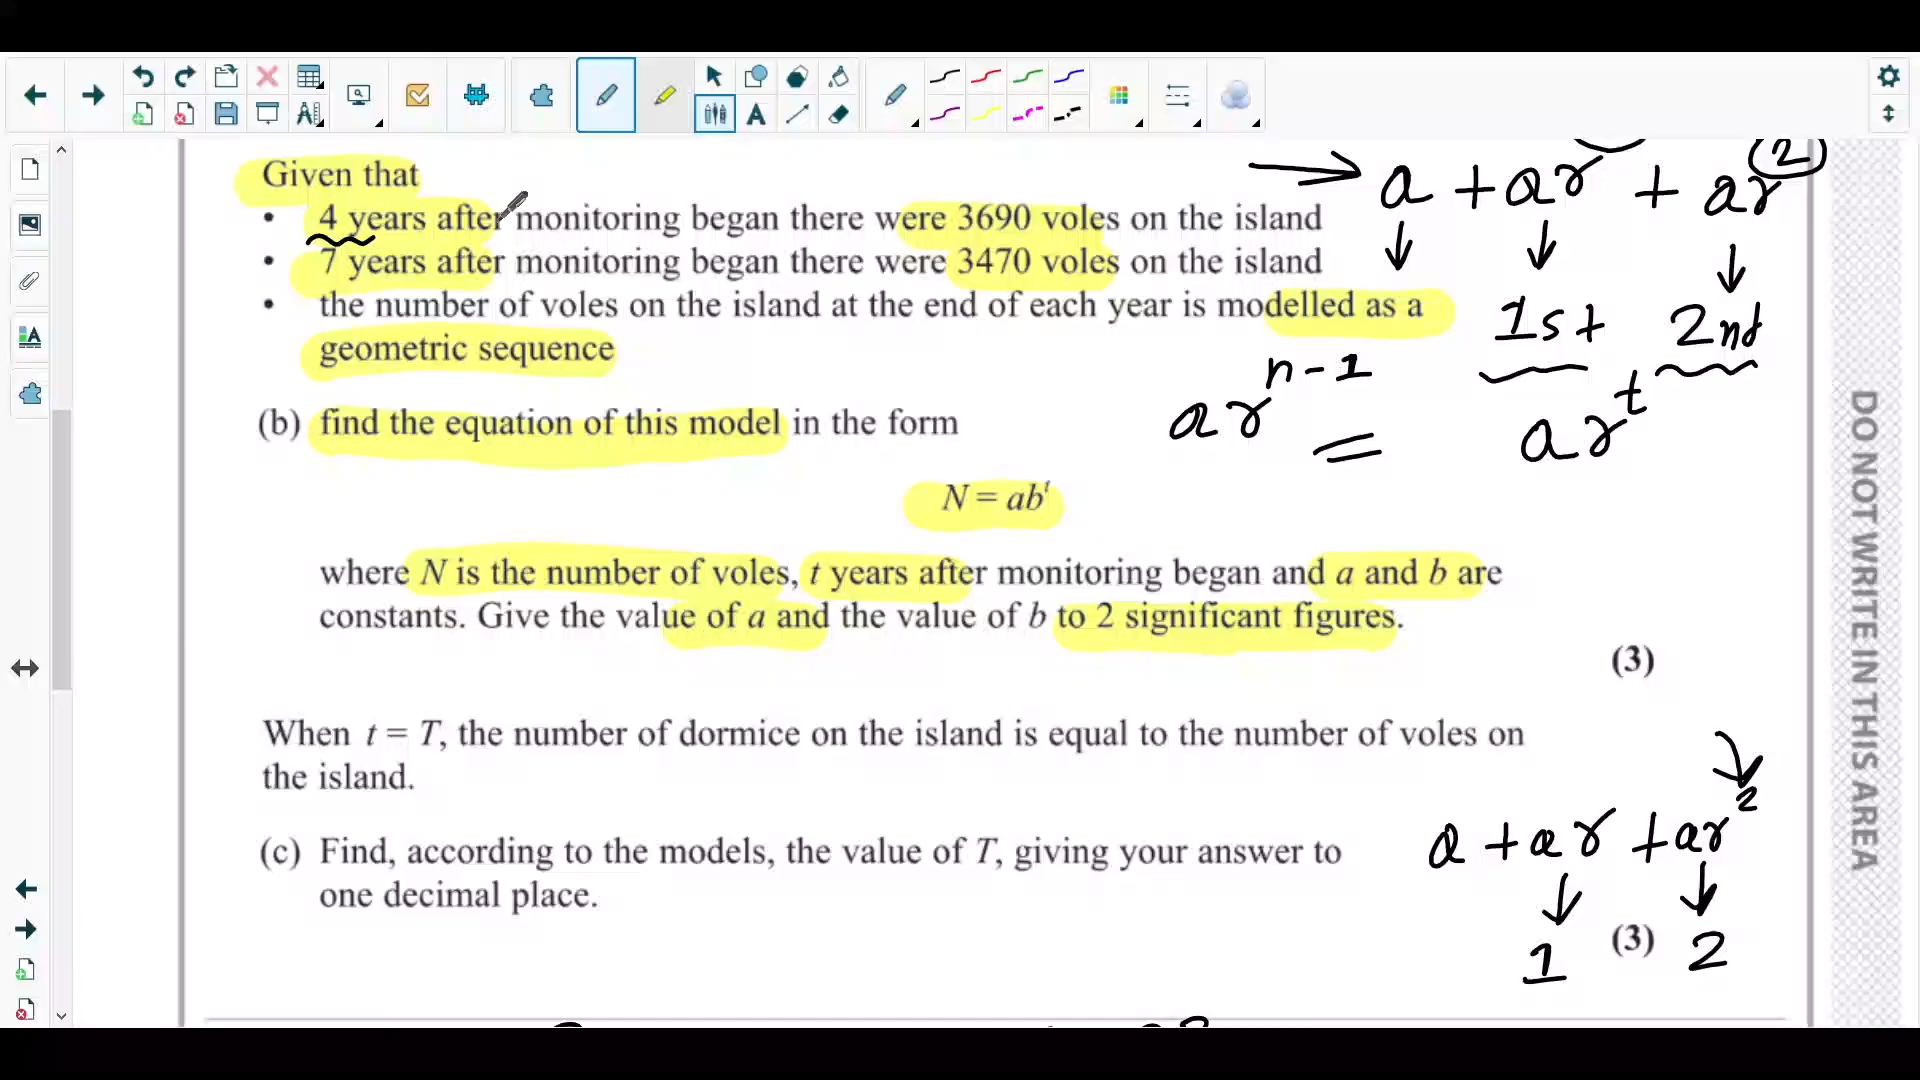 Given that
a + ar + ar 2
• 4 years after monitoring began there were 3690 voles on the island
• 7 years after monitoring began there were 3470 voles on the island
• the number of voles on the island at the end of each year is modelled as a
geometric sequence
1st 2nd
ar^n-1 = ar^t
(b) find the equation of this model in the form
N = ab^t
where N is the number of voles, t years after monitoring began and a and b are
constants. Give the value of a and the value of b to 2 significant figures.
(3)
When t = T, the number of dormice on the island is equal to the number of voles on
the island.
(c) Find, according to the models, the value of T, giving your answer to
one decimal place.
a + ar + ar^2
1 2
(3)
DO NOT WRITE IN THIS AREA